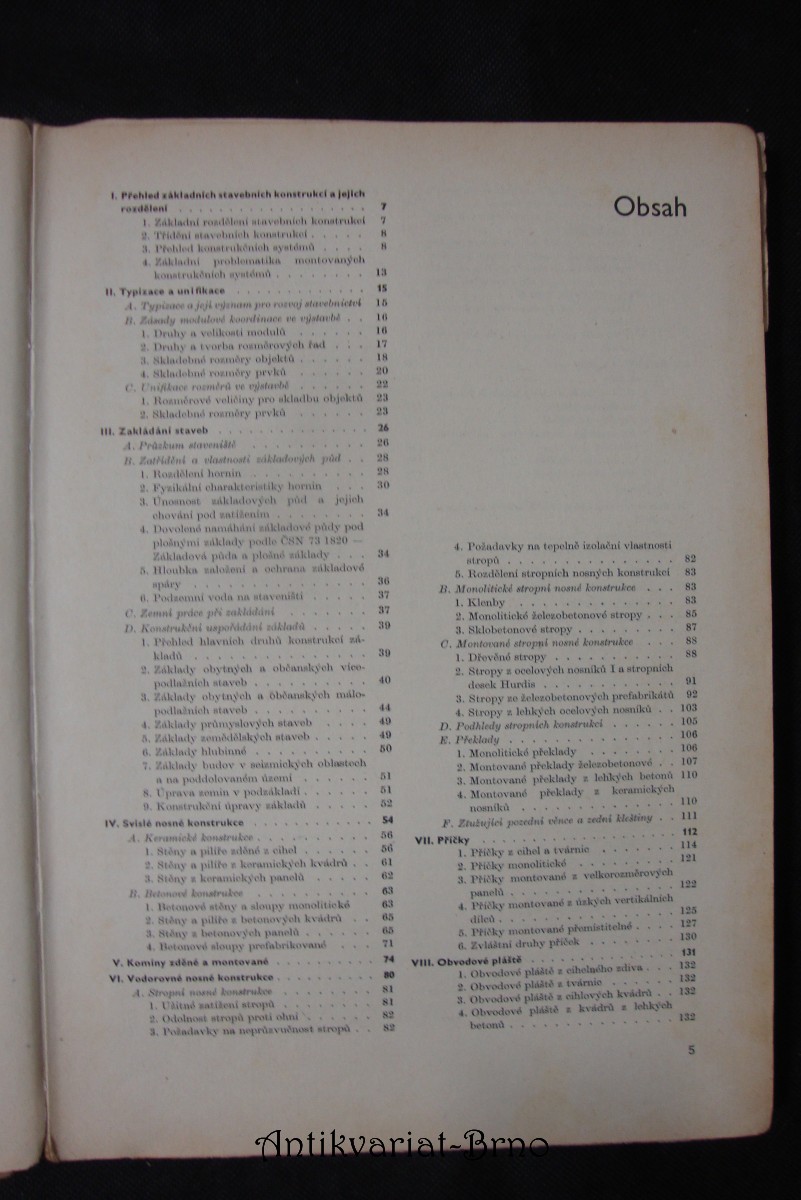 Obsah
I. Přehled základních stavebních konstrukcí a jejich
rozdělení . . . . . . . . . . . . . . . . 7
1. Základní rozdělení stavebních konstrukcí 7
2. Třídění stavebních konstrukcí . . . . . 8
3. Přehled konstrukčních systémů . . . . 8
4. Základní problematika montovaných
konstrukčních systémů . . . . . . . . 13
II. Typizace a unifikace . . . . . . . . . . . . 15
A. Typizace a její význam pro rozvoj stavebnictví 15
B. Zásady modulové koordinace ve výstavbě . . 16
1. Druhy a velikosti modulů . . . . . . 16
2. Druhy a tvorba rozměrových řad . . . 17
3. Skladebné rozměry objektů . . . . . . 18
4. Skladebné rozměry prvků . . . . . . 20
C. Unifikace rozměrů ve výstavbě . . . . . . 22
1. Rozměrové veličiny pro skladbu objektů 23
2. Skladebné rozměry prvků . . . . . . 23
III. Zakládání staveb . . . . . . . . . . . . . 26
A. Průzkum staveniště . . . . . . . . . . 26
B. Zatřídění a vlastnosti základových půd . . 28
1. Rozdělení hornin . . . . . . . . . . 28
2. Fyzikální charakteristiky hornin . . . 30
3. Únosnost základových půd a jejich
chování pod zatížením . . . . . . . . 34
4. Dovolené namáhání základové půdy pod
plošnými základy podle ČSN 73 1820 —
Základová půda a plošné základy . . . 34
5. Hloubka založení a ochrana základové
spáry . . . . . . . . . . . . . . . 36
6. Podzemní voda na staveništi . . . . . 37
C. Zemní práce při zakládání . . . . . . . 37
D. Konstrukční uspořádání základů . . . . . 39
1. Přehled hlavních druhů konstrukcí zá-
kladů . . . . . . . . . . . . . . . 39
2. Základy obytných a občanských více-
podlažních staveb . . . . . . . . . . 40
3. Základy obytných a občanských málo-
podlažních staveb . . . . . . . . . . 44
4. Základy průmyslových staveb . . . . 49
5. Základy zemědělských staveb . . . . . 49
6. Základy hlubinné . . . . . . . . . . 50
7. Základy budov v seizmických oblastech
a na poddolovaném území . . . . . . 51
8. Úprava zemin v podzákladí . . . . . . 51
9. Konstrukční úpravy základů . . . . . 52
IV. Svislé nosné konstrukce . . . . . . . . . . . 54
A. Keramické konstrukce . . . . . . . . . . 56
1. Stěny a pilíře zděné z cihel . . . . . . 56
2. Stěny a pilíře z keramických kvádrů . . 61
3. Stěny z keramických panelů . . . . . 62
B. Betonové konstrukce . . . . . . . . . . 63
1. Betonové stěny a sloupy monolitické 63
2. Stěny a pilíře z betonových kvádrů . . 65
3. Stěny z betonových panelů . . . . . . 65
4. Betonové sloupy prefabrikované . . . 71
V. Komíny zděné a montované . . . . . . . . . 74
VI. Vodorovné nosné konstrukce . . . . . . . . . 80
A. Stropní nosné konstrukce . . . . . . . . 81
1. Užitné zatížení stropů . . . . . . . . 81
2. Odolnost stropů proti ohni . . . . . . 82
3. Požadavky na neprůzvučnost stropů . . 82
4. Požadavky na tepelně izolační vlastnosti
stropů . . . . . . . . . . . . . . . 82
5. Rozdělení stropních nosných konstrukcí 83
B. Monolitické stropní nosné konstrukce . . . 83
1. Klenby . . . . . . . . . . . . . . 83
2. Monolitické železobetonové stropy . . . 85
3. Sklobetonové stropy . . . . . . . . . 87
C. Montované stropní nosné konstrukce . . . 88
1. Dřevěné stropy . . . . . . . . . . . 88
2. Stropy z ocelových nosníků I a stropních
desek Hurdis . . . . . . . . . . . . 91
3. Stropy ze železobetonových prefabrikátů 92
4. Stropy z lehkých ocelových nosníků . . 103
D. Podhledy stropních konstrukcí . . . . . . 105
E. Překlady . . . . . . . . . . . . . . . 106
1. Monolitické překlady . . . . . . . . 106
2. Montované překlady železobetonové . . 107
3. Montované překlady z lehkých betonů 110
4. Montované překlady z keramických
nosníků . . . . . . . . . . . . . . 110
F. Ztužující pozední věnce a zední kleštiny . . 111
VII. Příčky . . . . . . . . . . . . . . . . . . 112
1. Příčky z cihel a tvárnic . . . . . . . 114
2. Příčky monolitické . . . . . . . . . . 121
3. Příčky montované z velkorozměrových
panelů . . . . . . . . . . . . . . . 122
4. Příčky montované z úzkých vertikálních
dílců . . . . . . . . . . . . . . . . 125
5. Příčky montované přemistitelné . . . . 127
6. Zvláštní druhy příček . . . . . . . . 130
VIII. Obvodové pláště . . . . . . . . . . . . . . 131
1. Obvodové pláště z cihelného zdiva . . . 132
2. Obvodové pláště z tvárnic . . . . . . 132
3. Obvodové pláště z cihlových kvádrů . . 132
4. Obvodové pláště z kvádrů z lehkých
betonů . . . . . . . . . . . . . . . 132
5
Antikvariat-Brno